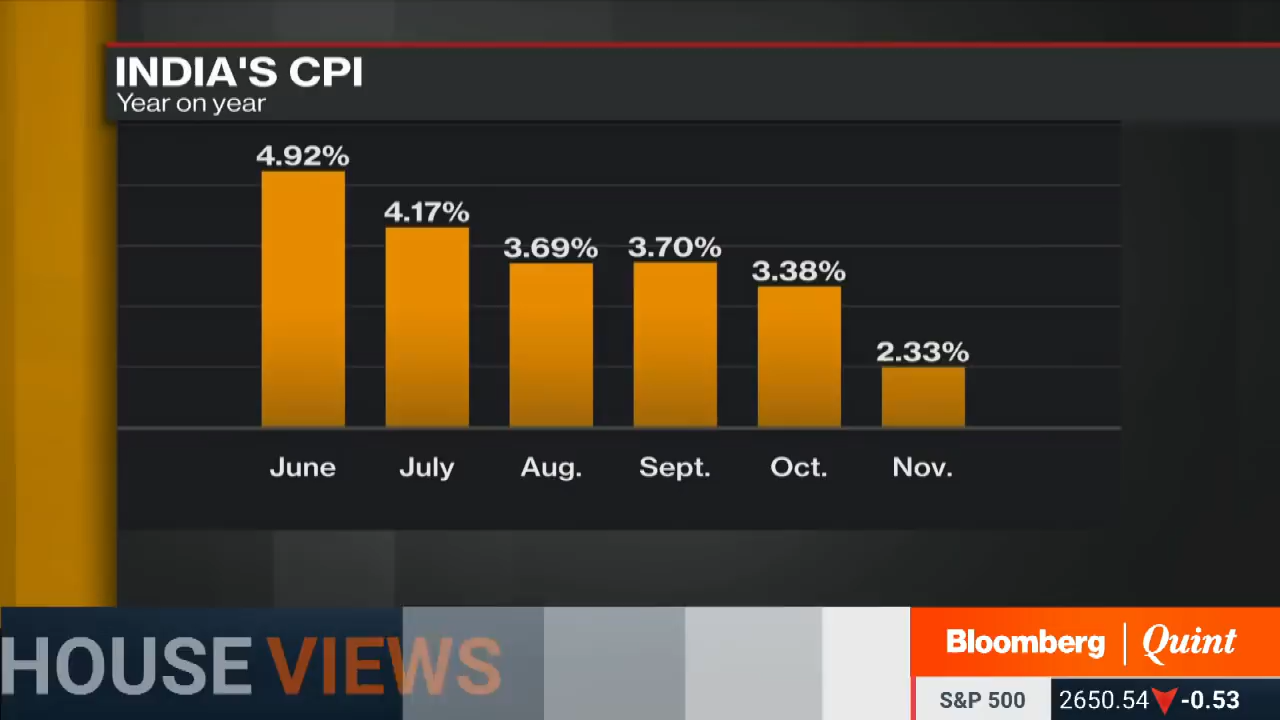 INDIA'S CPI
Year on year
4.92%
4.17%
3.69%
3.70%
3.38%
2.33%
June
July
Aug.
Sept.
Oct.
Nov.
HOUSE VIEWS
Bloomberg | Quint
S&P 500 2650.54 -0.53